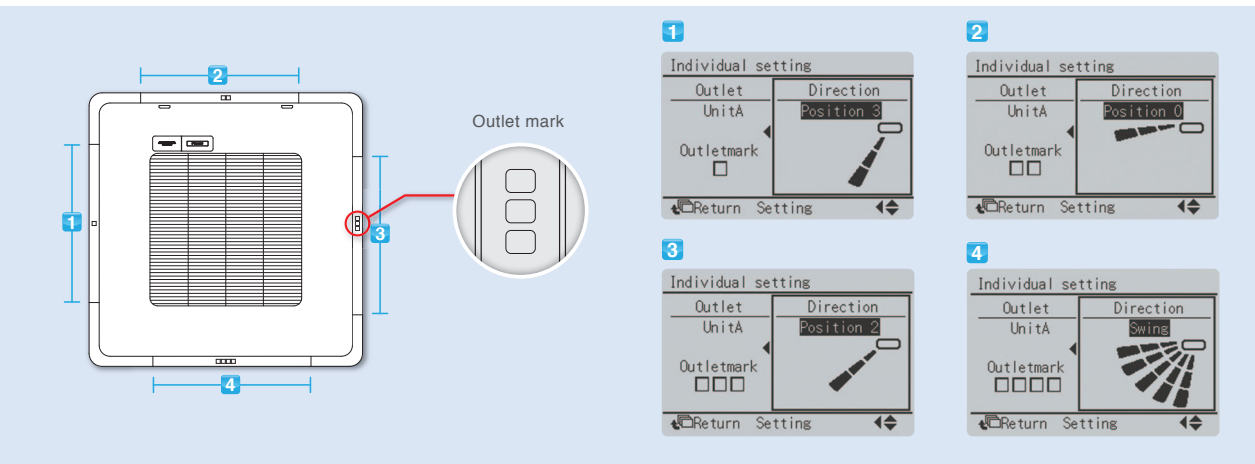 2
1
3
4
Outlet mark
1
Individual setting
Outlet Direction
UnitA Position 3
Outletmark
□
Return Setting
2
Individual setting
Outlet Direction
UnitA Position 0
Outletmark
□□
Return Setting
3
Individual setting
Outlet Direction
UnitA Position 2
Outletmark
□□□
Return Setting
4
Individual setting
Outlet Direction
UnitA Swing
Outletmark
□□□□
Return Setting